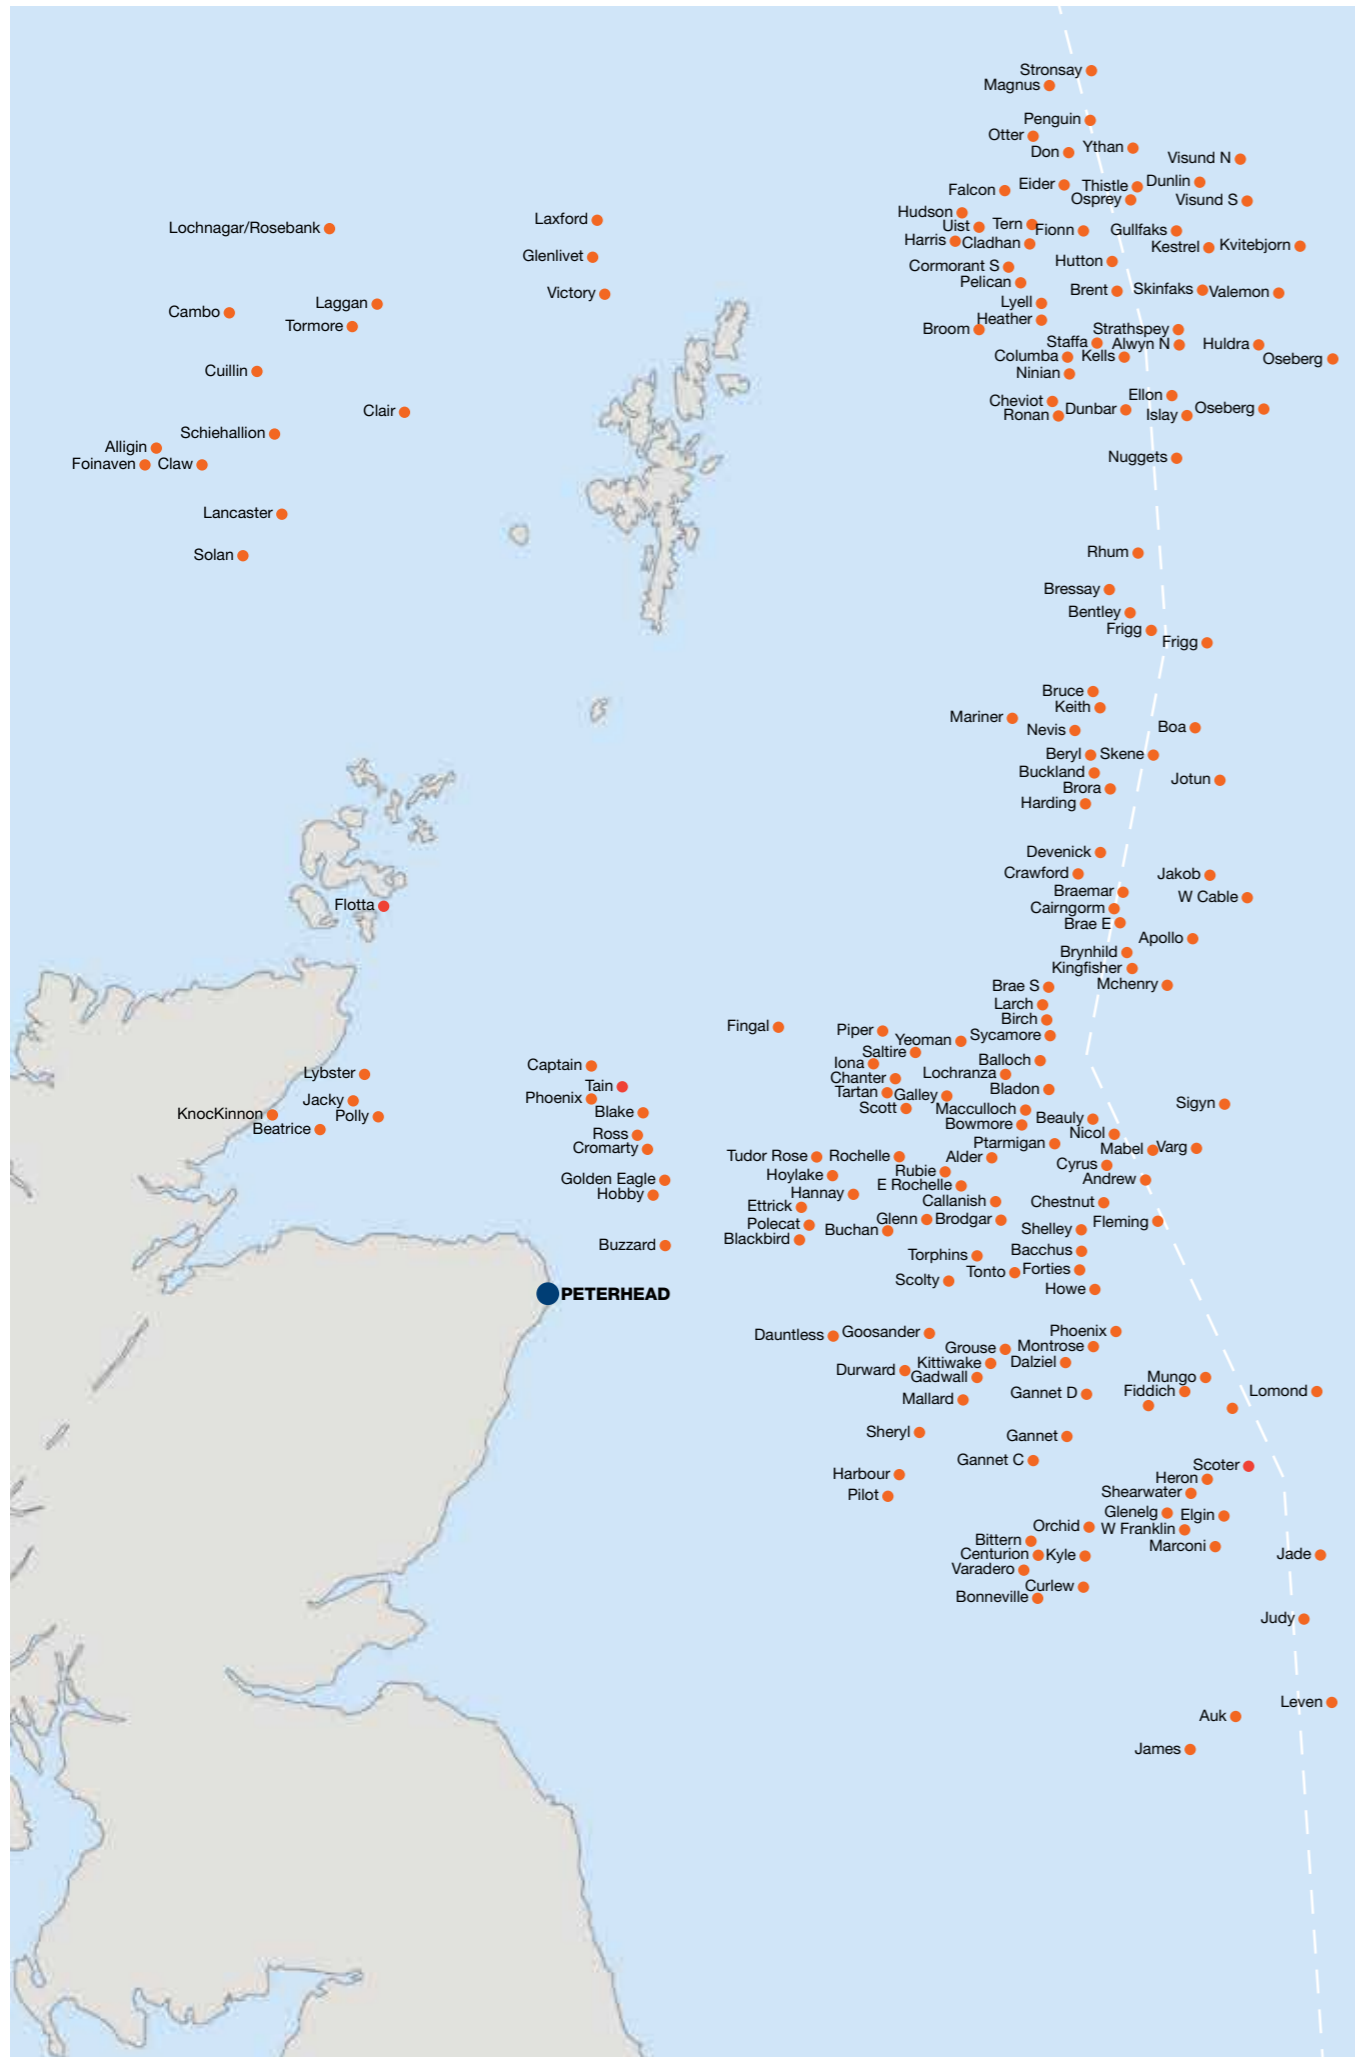 Stronsay
Magnus
Penguin
Otter
Don
Ythan
Visund N
Falcon
Eider
Thistle
Dunlin
Osprey
Visund S
Hudson
Uist
Tern
Fionn
Gullfaks
Harris
Cladhan
Kestrel
Kvitebjorn
Cormorant S
Hutton
Pelican
Brent
Skinfaks
Valemon
Lyell
Heather
Broom
Strathspey
Staffa
Alwyn N
Huldra
Columba
Kells
Oseberg
Ninian
Cheviot
Ellon
Ronan
Dunbar
Islay
Oseberg
Nuggets
Lochnagar/Rosebank
Laxford
Glenlivet
Victory
Laggan
Cambo
Tormore
Cuillin
Clair
Schiehallion
Alligin
Foinaven
Claw
Lancaster
Solan
Rhum
Bressay
Bentley
Frigg
Frigg
Bruce
Keith
Mariner
Nevis
Boa
Beryl
Skene
Buckland
Jotun
Brora
Harding
Devenick
Crawford
Jakob
Braemar
W Cable
Cairngorm
Brae E
Apollo
Brynhild
Kingfisher
Mchenry
Brae S
Larch
Birch
Sycamore
Flotta
Fingal
Piper
Yeoman
Saltire
Iona
Balloch
Chanter
Lochranza
Tartan
Galley
Bladon
Scott
Macculloch
Beauly
Sigyn
Bowmore
Nicol
Ptarmigan
Mabel
Varg
Captain
Tain
Phoenix
Blake
Ross
Cromarty
Lybster
Jacky
KnocKinnon
Polly
Beatrice
Golden Eagle
Hobby
Buzzard
Tudor Rose
Rochelle
Alder
Cyrus
Hoylake
Rubie
Andrew
Hannay
E Rochelle
Ettrick
Callanish
Chestnut
Polecat
Buchan
Glenn
Brodgar
Shelley
Fleming
Blackbird
Torphins
Bacchus
Scolty
Tonto
Forties
Howe
PETERHEAD
Dauntless
Goosander
Phoenix
Grouse
Montrose
Durward
Kittiwake
Dalziel
Gadwall
Mungo
Mallard
Gannet D
Fiddich
Lomond
Sheryl
Gannet
Gannet C
Scoter
Harbour
Heron
Pilot
Shearwater
Glenelg
Elgin
Orchid
W Franklin
Bittern
Marconi
Centurion
Kyle
Jade
Varadero
Curlew
Bonneville
Judy
Leven
Auk
James